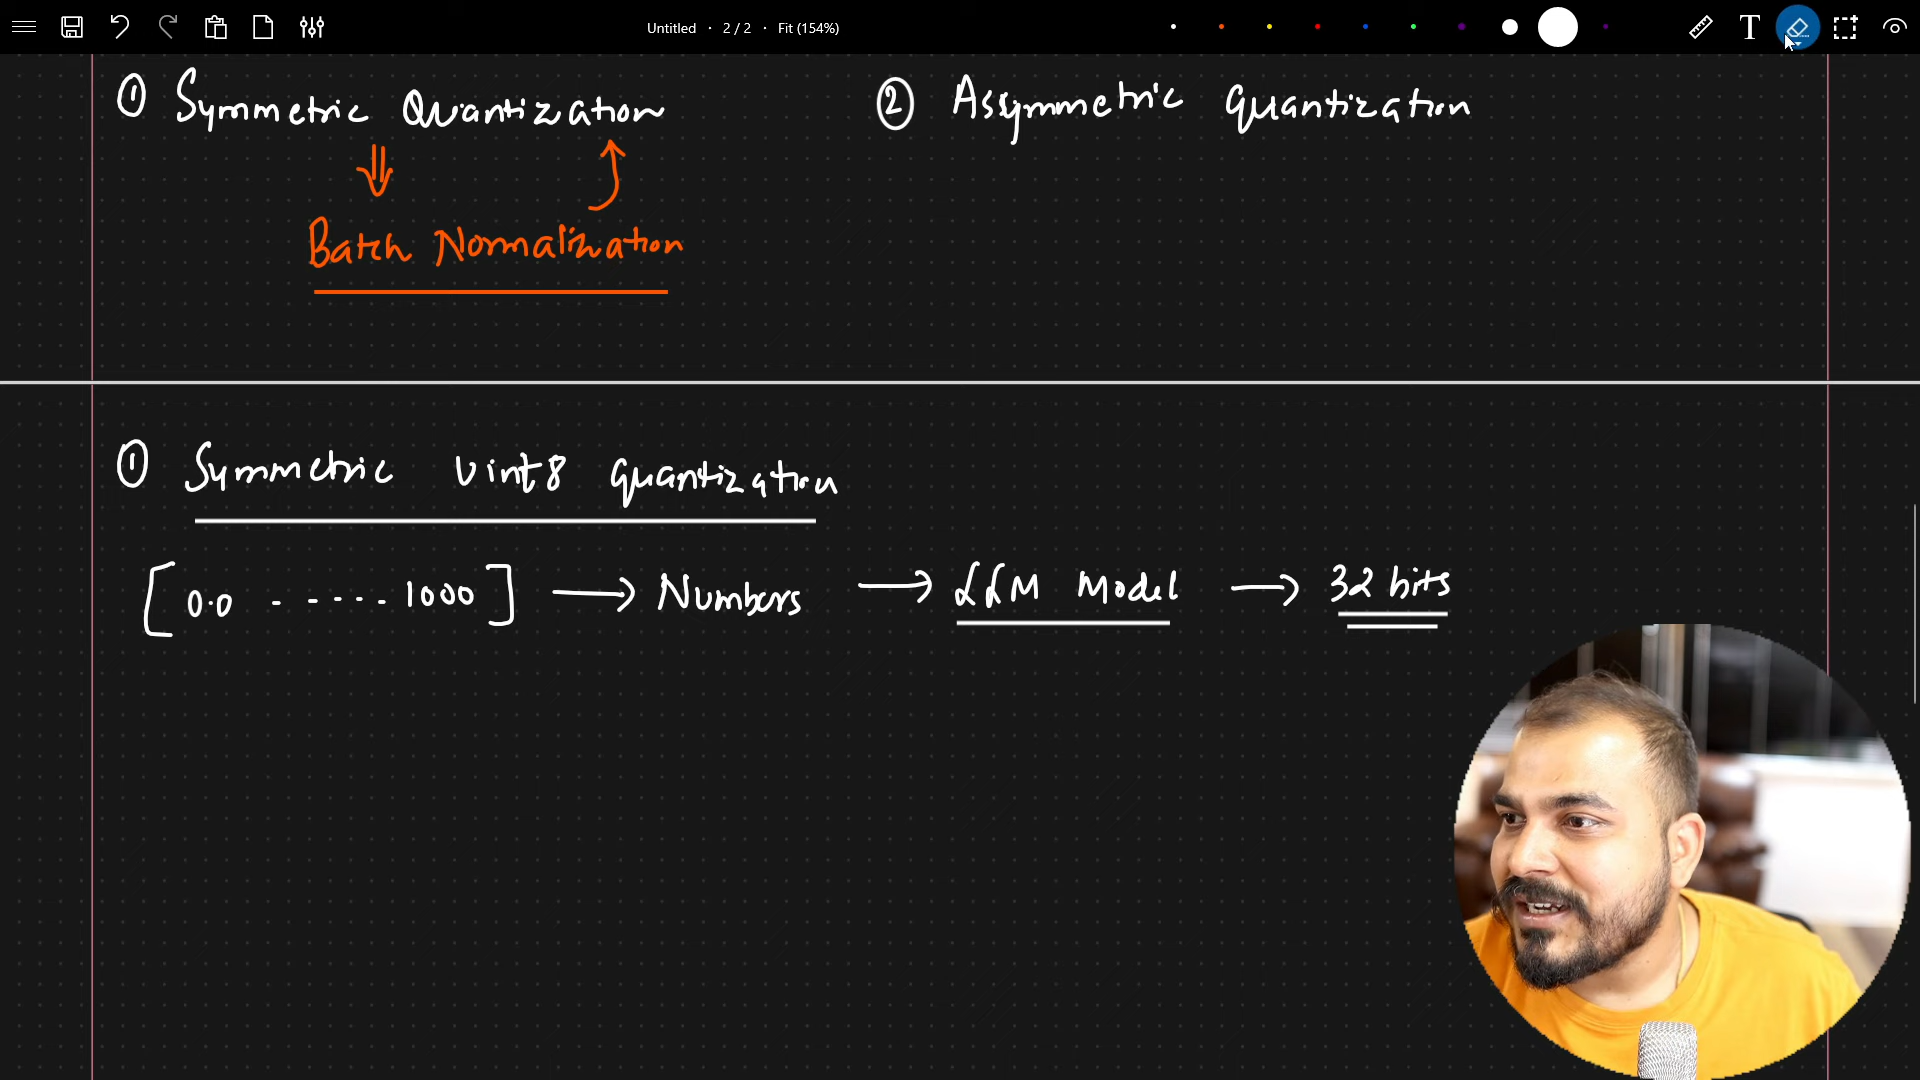 Untitled · 2 / 2 · Fit (154%)
① Symmetric Quantization
② Assymmetric Quantization
Batch Normalization
① Symmetric Uint8 quantization
[0.0 - - - - - - 1000] → Numbers → LLM Model → 32 bits